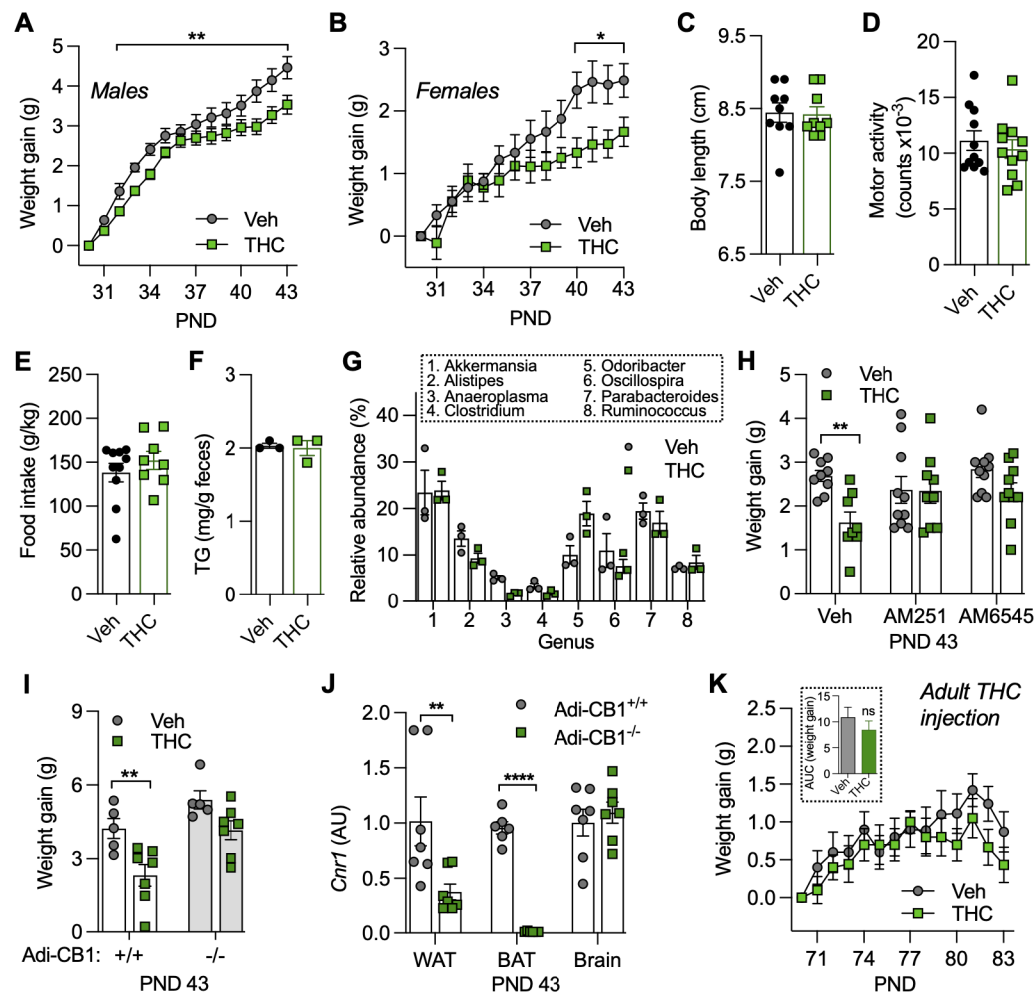 A
**
Males
Weight gain (g)
5
4
3
2
1
0
Veh
THC
31 34 37 40 43
PND
B
*
Females
Weight gain (g)
3
2
1
0
Veh
THC
31 34 37 40 43
PND
C
Body length (cm)
9.5
8.5
7.5
6.5
Veh THC
D
Motor activity
(counts x10-3)
20
15
10
5
0
Veh THC
E
Food intake (g/kg)
250
200
150
100
50
0
Veh THC
F
TG (mg/g feces)
3
2
1
0
Veh THC
G
1. Akkermansia
2. Alistipes
3. Anaeroplasma
4. Clostridium
5. Odoribacter
6. Oscillospira
7. Parabacteroides
8. Ruminococcus
Relative abundance (%)
40
30
20
10
0
Veh
THC
1 2 3 4 5 6 7 8
Genus
H
Veh
THC
**
Weight gain (g)
5
4
3
2
1
0
Veh AM251 AM6545
PND 43
I
Veh
THC
**
Weight gain (g)
9
6
3
0
Adi-CB1: +/+ -/-
PND 43
J
Adi-CB1+/+
Adi-CB1-/-
**
****
Cnr1 (AU)
2.0
1.5
1.0
0.5
0.0
WAT BAT Brain
PND 43
K
Adult THC
injection
AUC (weight gain)
15
10
5
0
ns
Veh THC
Weight gain (g)
2.5
2.0
1.5
1.0
0.5
0.0
Veh
THC
71 74 77 80 83
PND